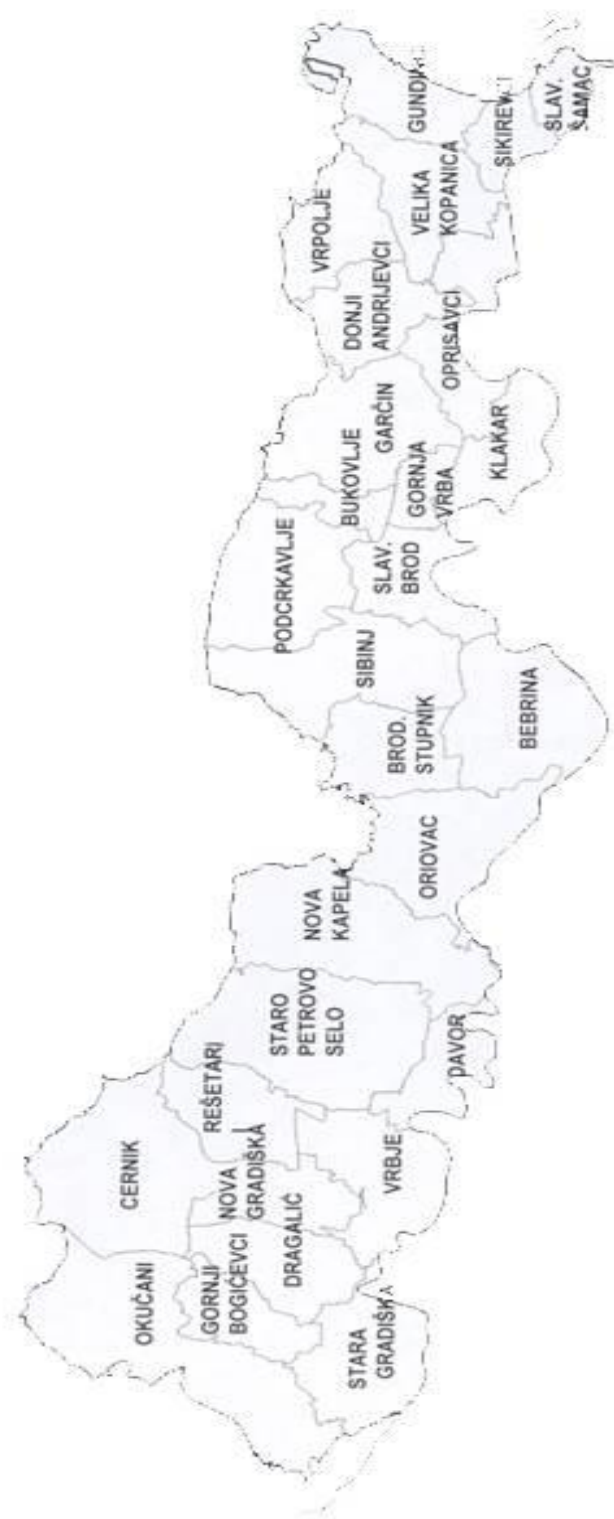 OKUČANI
CERNIK
GORNJI
BOGIĆEVCI
NOVA
GRADIŠKA
REŠETARI
DRAGALIĆ
STARA
GRADIŠKA
VRBJE
STARO
PETROVO
SELO
DAVOR
NOVA
KAPELA
ORIOVAC
BROD.
STUPNIK
BEBRINA
SIBINJ
PODCRKAVLJE
SLAV.
BROD
BUKOVLJE
GORNJA
VRBA
GARČIN
KLAKAR
OPRISAVCI
DONJI
ANDRIJEVCI
VRPOLJE
VELIKA
KOPANICA
GUNDI
SIKIREV
SLAV.
ŠAMAC